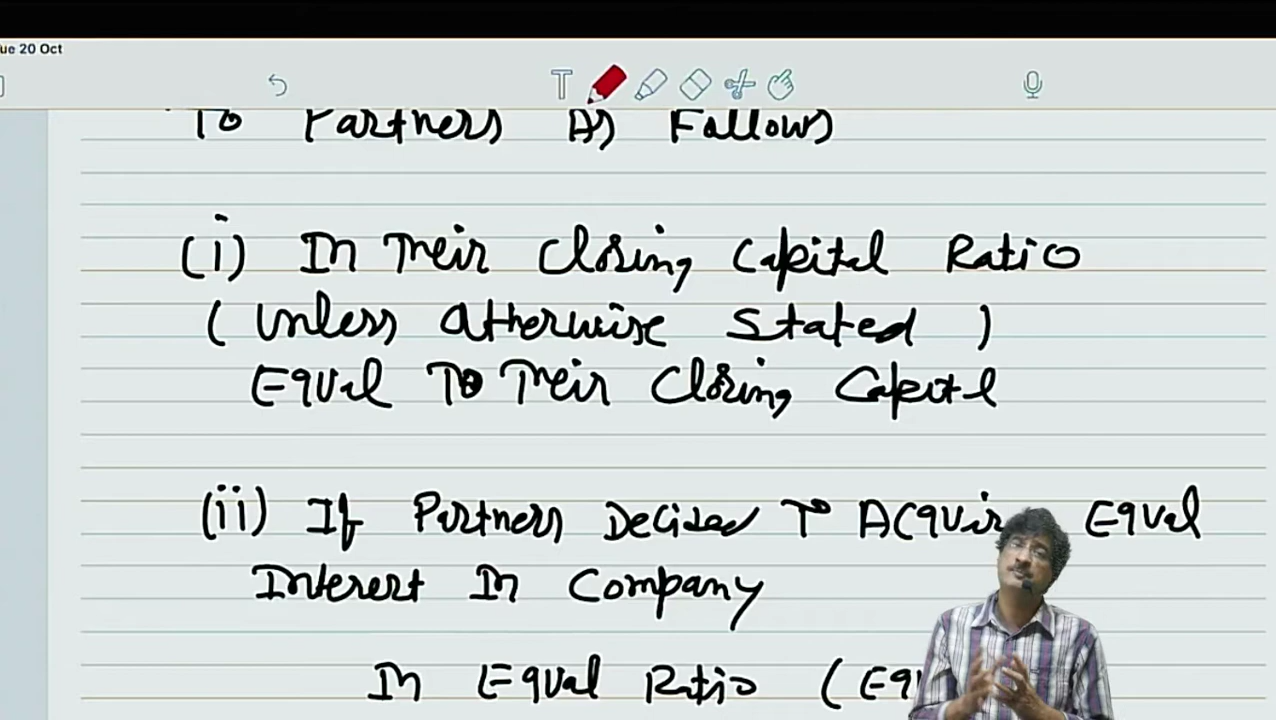 ue 20 Oct
T
To Partners As Follows
(i) In Their Closing Capital Ratio
(Unless Otherwise Stated)
Equal To Their Closing Capital
(ii) If Partners Decided To Equal
Interest In Company
In Equal Ratio (